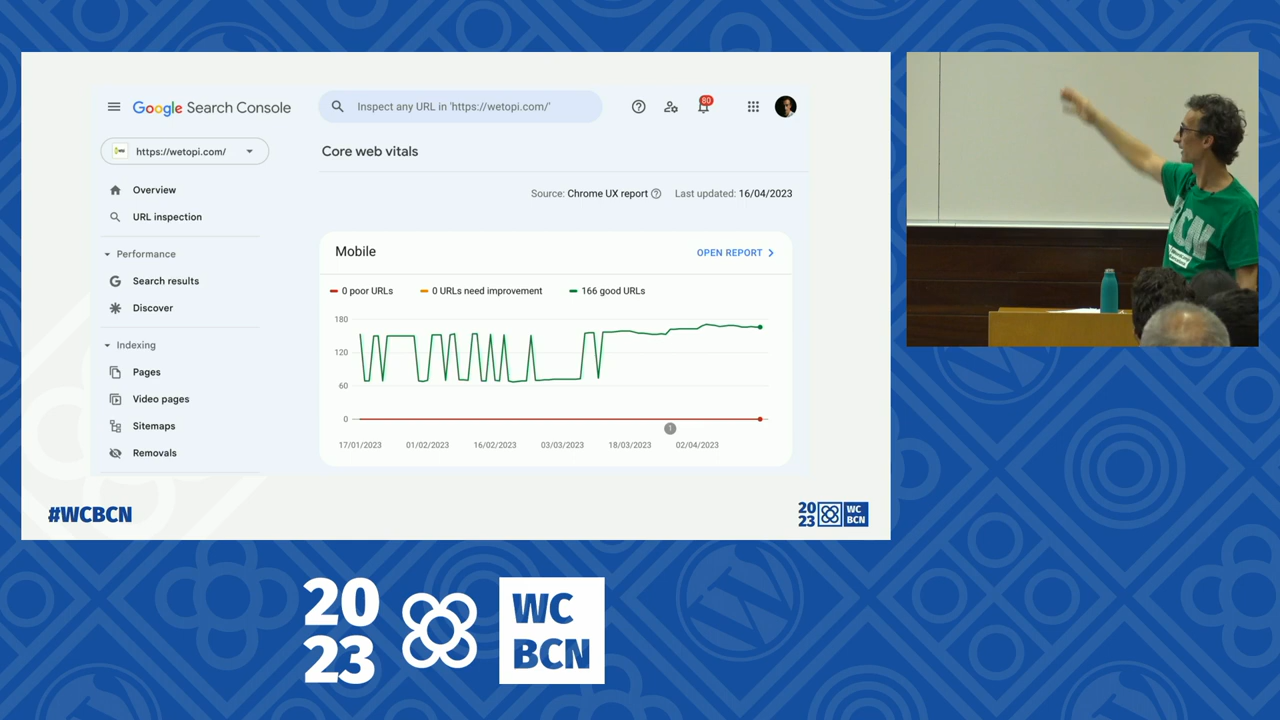 Google Search Console
Inspect any URL in 'https://wetopi.com/'
80
https://wetopi.com/
Core web vitals
Overview
URL inspection
Source: Chrome UX report
Last updated: 16/04/2023
Performance
Search results
Discover
Indexing
Pages
Video pages
Sitemaps
Removals
Mobile
OPEN REPORT
0 poor URLs
0 URLs need improvement
166 good URLs
180
120
60
0
1
17/01/2023
01/02/2023
16/02/2023
03/03/2023
18/03/2023
02/04/2023
#WCBCN
20
23
WC
BCN
20
23
WC
BCN
BCN